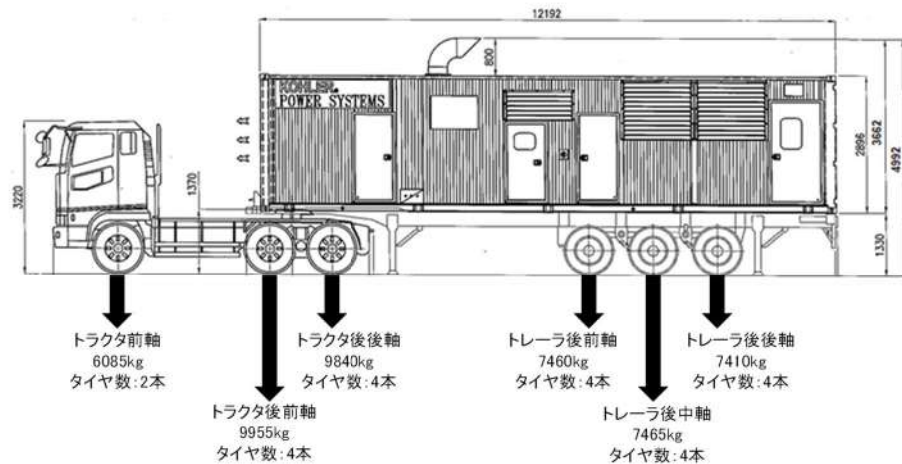 12192
800
KOHLER
POWER SYSTEMS
3220
1370
2896
3662
4992
1330
トラクタ前軸
6085kg
タイヤ数:2本
トラクタ後後軸
9840kg
タイヤ数:4本
トレーラ後前軸
7460kg
タイヤ数:4本
トレーラ後後軸
7410kg
タイヤ数:4本
トラクタ後前軸
9955kg
タイヤ数:4本
トレーラ後中軸
7465kg
タイヤ数:4本